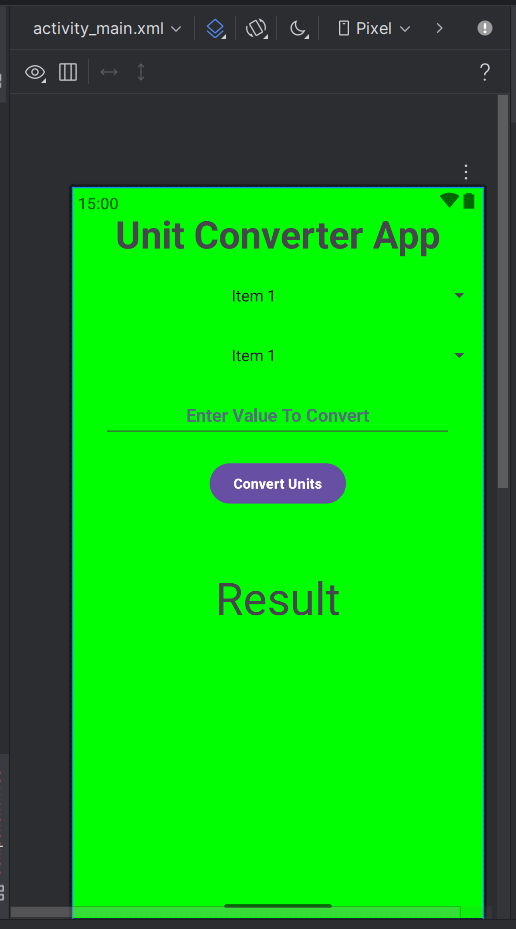 activity_main.xml
Pixel
?
15:00
Unit Converter App
Item 1
Item 1
Enter Value To Convert
Convert Units
Result